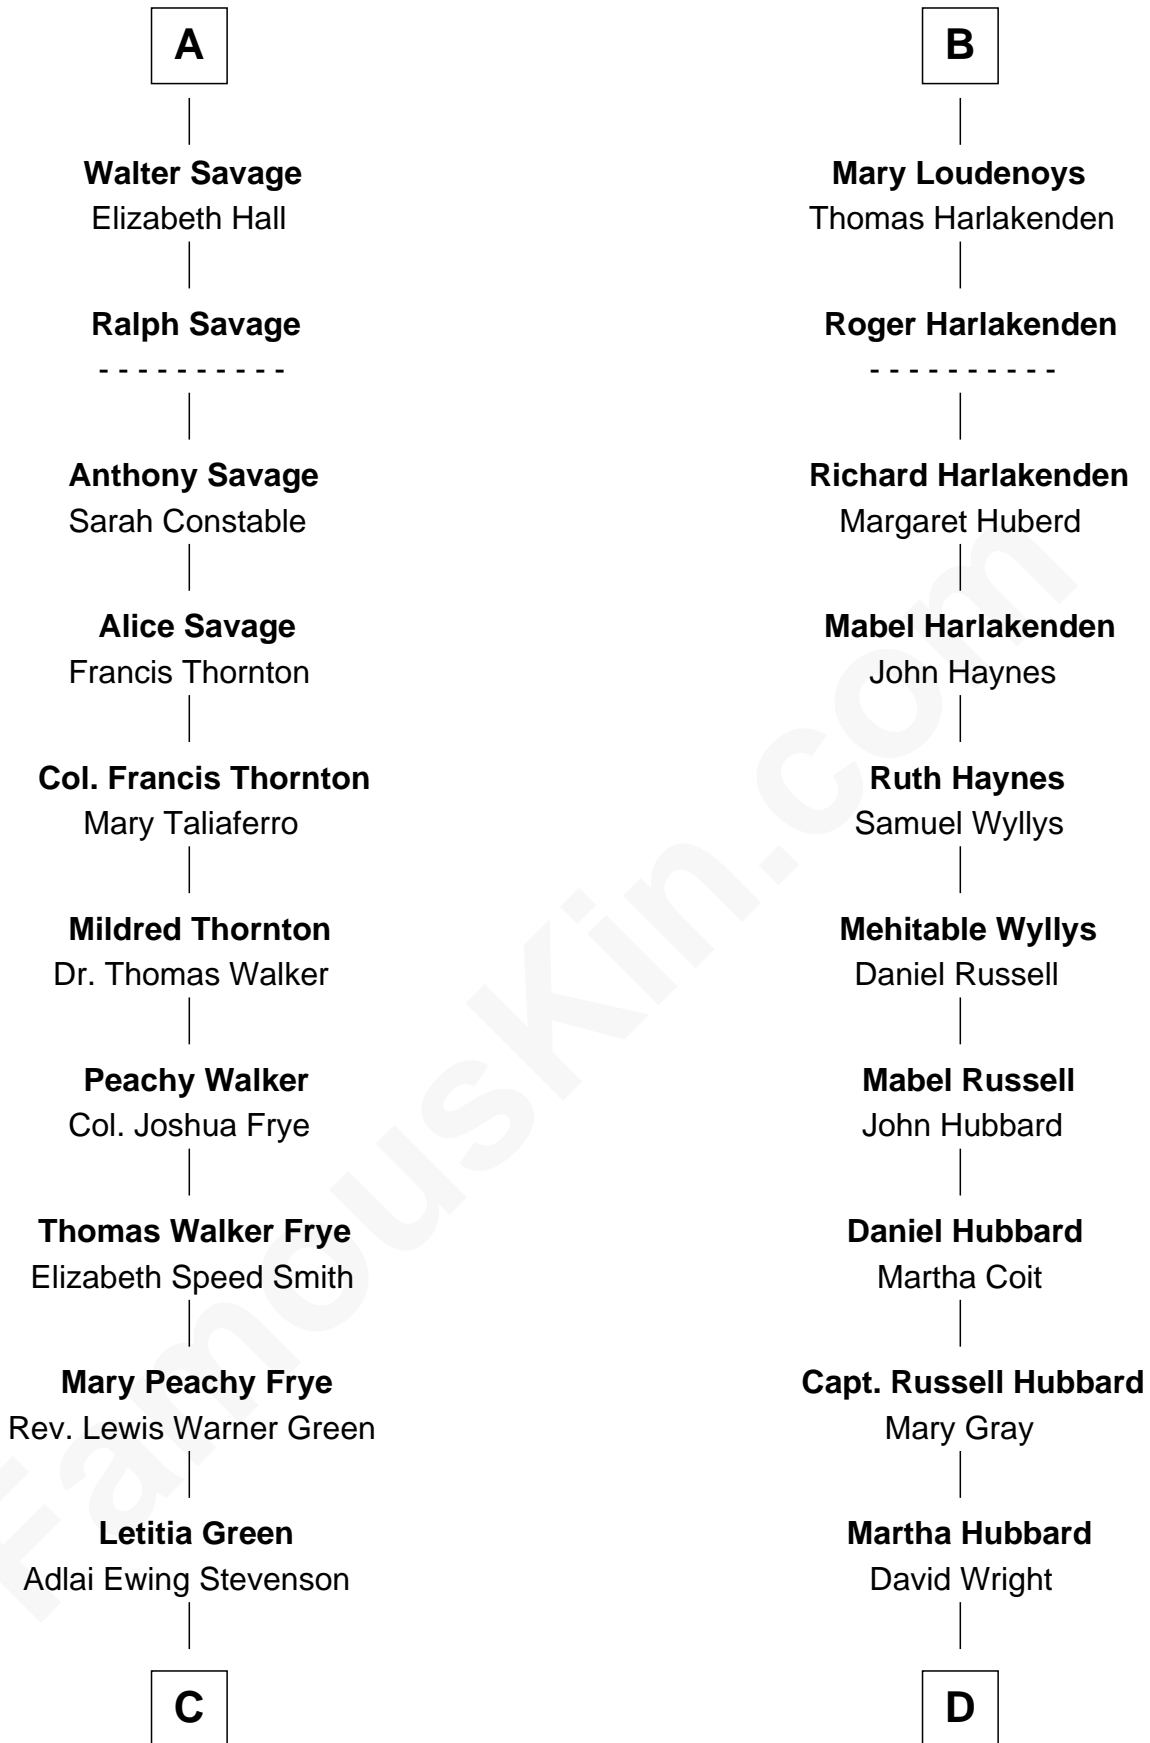 A
Walter Savage
Elizabeth Hall
Ralph Savage
- - - - - - - - - -
Anthony Savage
Sarah Constable
Alice Savage
Francis Thornton
Col. Francis Thornton
Mary Taliaferro
Mildred Thornton
Dr. Thomas Walker
Peachy Walker
Col. Joshua Frye
Thomas Walker Frye
Elizabeth Speed Smith
Mary Peachy Frye
Rev. Lewis Warner Green
Letitia Green
Adlai Ewing Stevenson
C
B
Mary Loudenoys
Thomas Harlakenden
Roger Harlakenden
- - - - - - - - - -
Richard Harlakenden
Margaret Huberd
Mabel Harlakenden
John Haynes
Ruth Haynes
Samuel Wyllys
Mehitable Wyllys
Daniel Russell
Mabel Russell
John Hubbard
Daniel Hubbard
Martha Coit
Capt. Russell Hubbard
Mary Gray
Martha Hubbard
David Wright
D
FamousKin.com